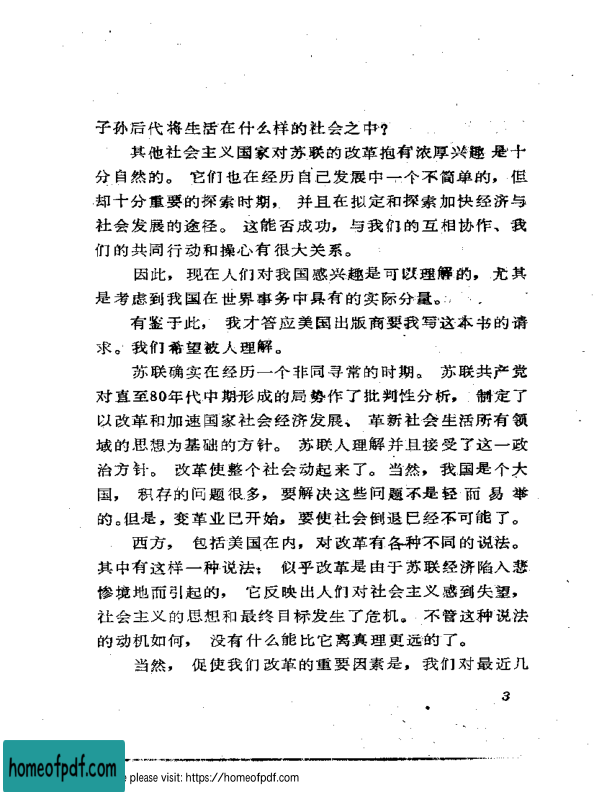 子孙后代将生活在什么样的社会之中？
其他社会主义国家对苏联的改革抱有浓厚兴趣是十
分自然的。它们也在经历自己发展中一个不简单的，但
却十分重要的探索时期，并且在拟定和探索加快经济与
社会发展的途径。这能否成功，与我们的互相协作、我
们的共同行动和操心有很大关系。
因此，现在人们对我国感兴趣是可以理解的，尤其
是考虑到我国在世界事务中具有的实际分量。
有鉴于此，我才答应美国出版商要我写这本书的请
求。我们希望被人理解。
苏联确实在经历一个非同寻常的时期。苏联共产党
对直至80年代中期形成的局势作了批判性分析，制定了
以改革和加速国家社会经济发展、革新社会生活所有领
域的思想为基础的方针。苏联人理解并且接受了这一政
治方针。改革使整个社会动起来了。当然，我国是个大
国，积存的问题很多，要解决这些问题不是轻而易举
的。但是，变革业已开始，要使社会倒退已经不可能了。
西方，包括美国在内，对改革有各种不同的说法。
其中有这样一种说法：似乎改革是由于苏联经济陷入悲
惨境地而引起的，它反映出人们对社会主义感到失望，
社会主义的思想和最终目标发生了危机。不管这种说法
的动机如何，没有什么能比它离真理更远的了。
当然，促使我们改革的重要因素是，我们对最近几
3
homeofpdf.com
e please visit: https://homeofpdf.com